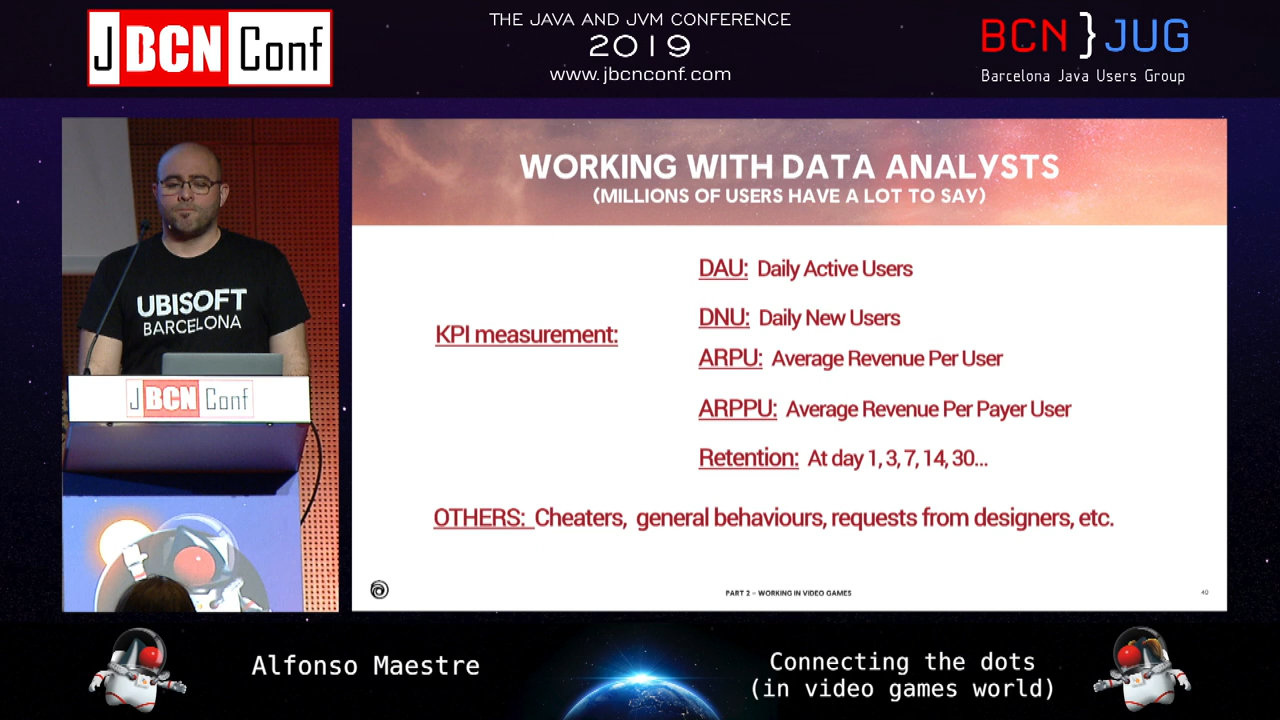 J BCN Conf
THE JAVA AND JVM CONFERENCE
2019
www.jbcnconf.com
BCN}JUG
Barcelona Java Users Group
UBISOFT
BARCELONA
J BCN Conf
WORKING WITH DATA ANALYSTS
(MILLIONS OF USERS HAVE A LOT TO SAY)
KPI measurement:
DAU: Daily Active Users
DNU: Daily New Users
ARPU: Average Revenue Per User
ARPPU: Average Revenue Per Payer User
Retention: At day 1, 3, 7, 14, 30...
OTHERS: Cheaters, general behaviours, requests from designers, etc.
PART 2 – WORKING IN VIDEO GAMES
40
Alfonso Maestre
Connecting the dots
(in video games world)